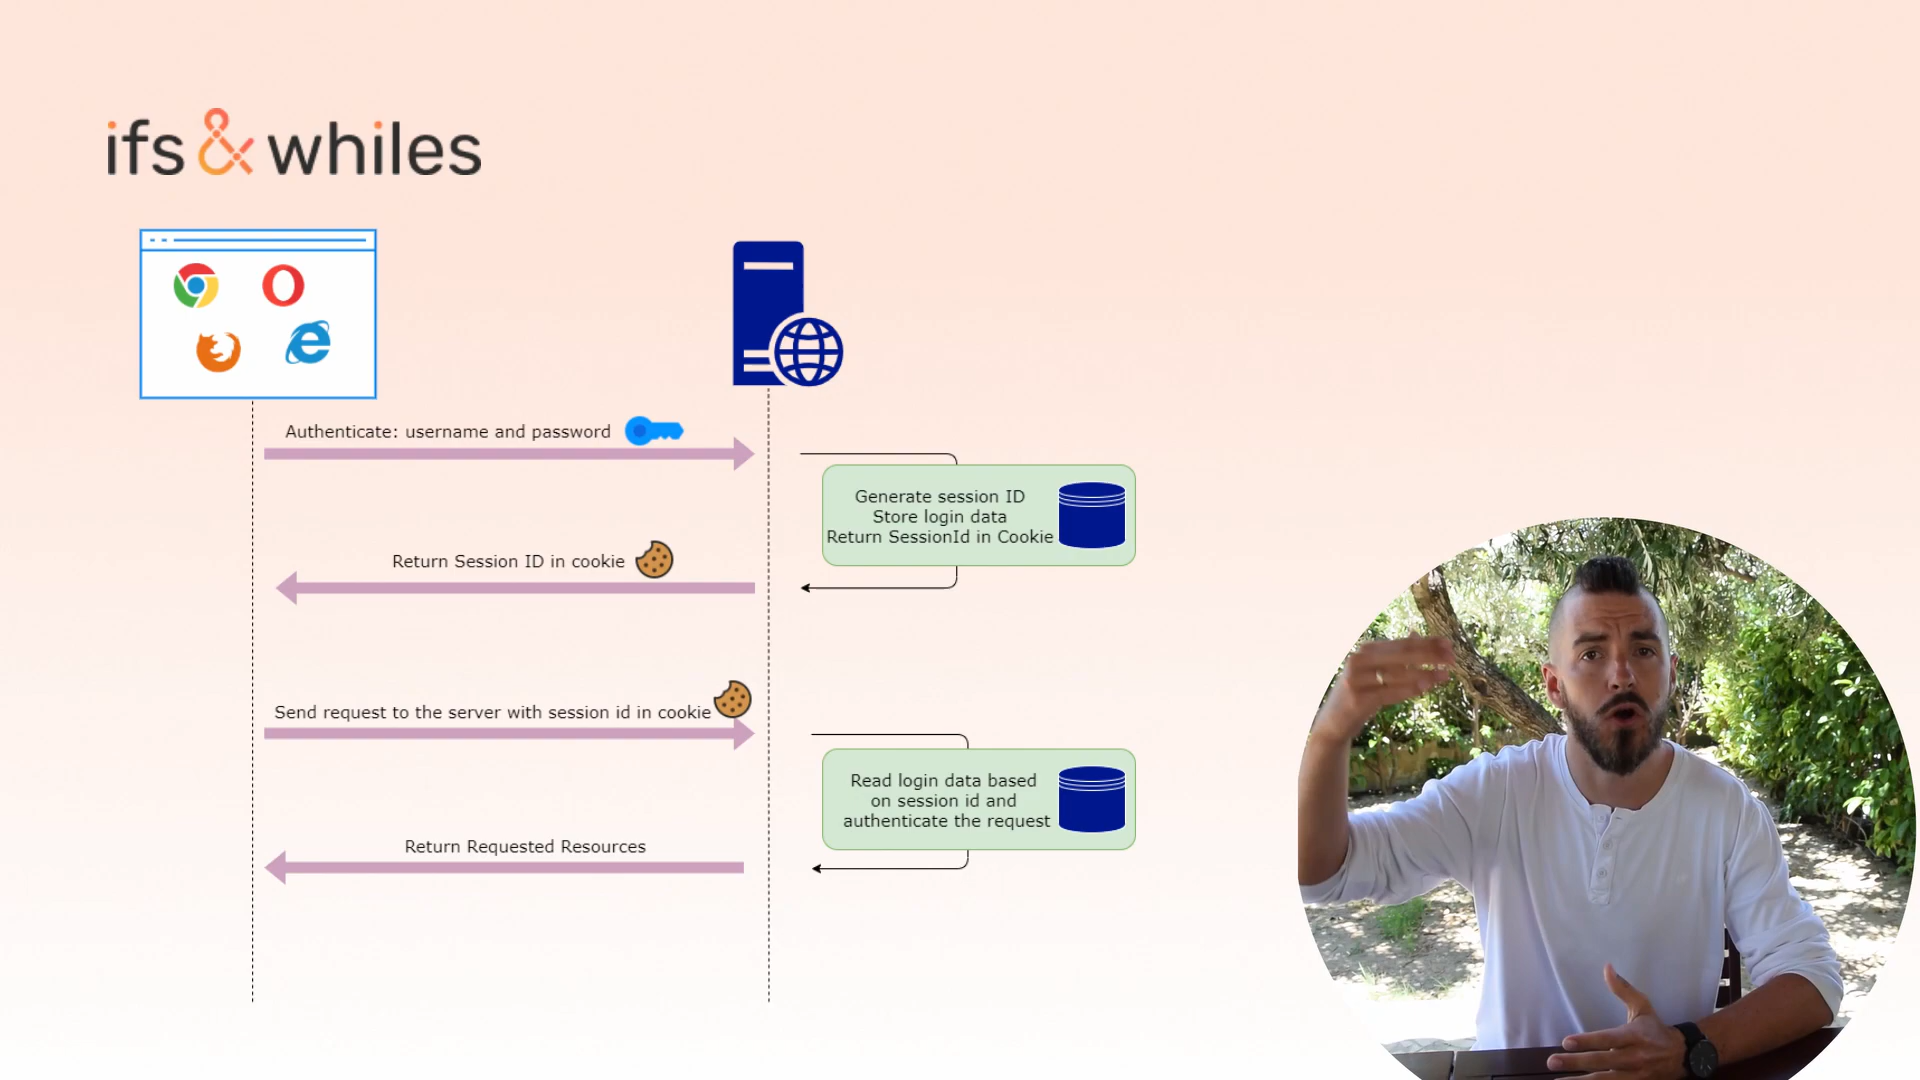 ifs & whiles
Authenticate: username and password
Generate session ID
Store login data
Return SessionId in Cookie
Return Session ID in cookie
Send request to the server with session id in cookie
Read login data based
on session id and
authenticate the request
Return Requested Resources